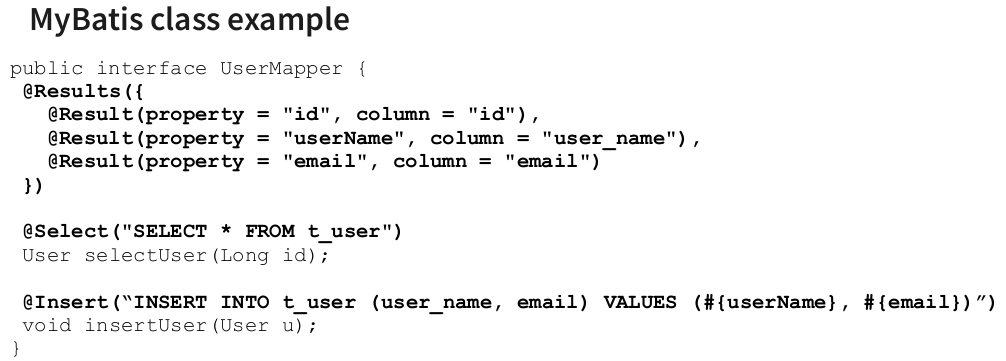 MyBatis class example
public interface UserMapper {
@Results({
@Result(property = "id", column = "id"),
@Result(property = "userName", column = "user_name"),
@Result(property = "email", column = "email")
})
@Select("SELECT * FROM t_user")
User selectUser(Long id);
@Insert(“INSERT INTO t_user (user_name, email) VALUES (#{userName}, #{email})”)
void insertUser(User u);
}